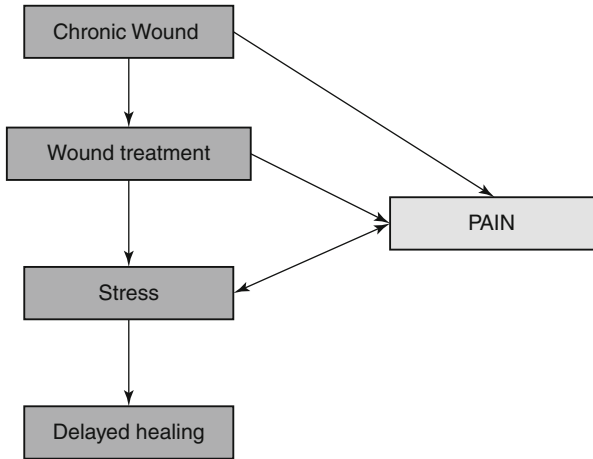 Chronic Wound
Wound treatment
PAIN
Stress
Delayed healing